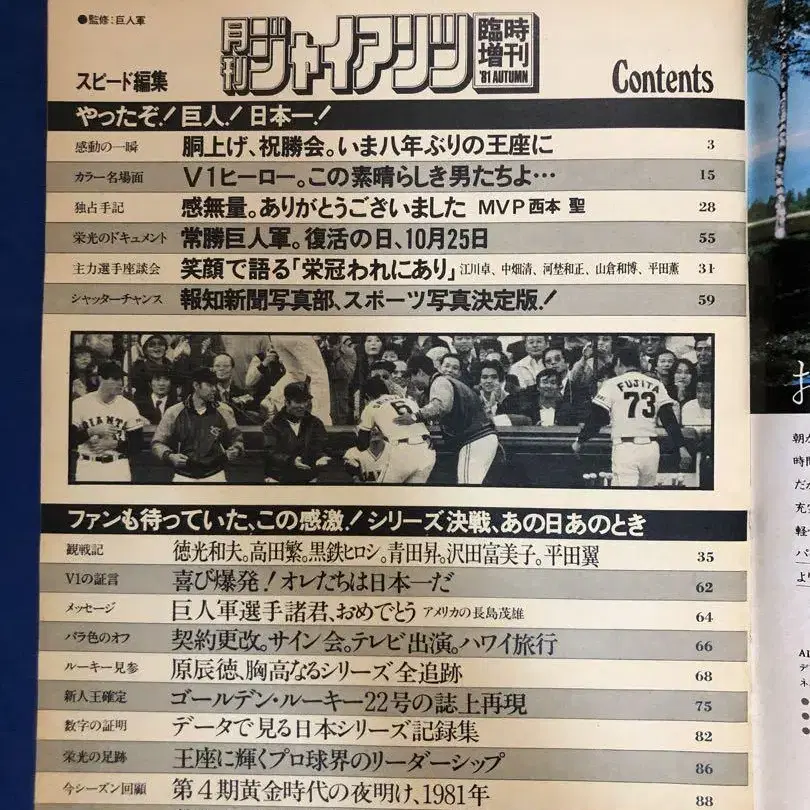 ●監修：巨人軍
月刊ジャイアンツ 臨時増刊 '81 AUTUMN
スピード編集
Contents
やったぞ！巨人！日本一！
感動の一瞬 胴上げ、祝勝会。いま八年ぶりの王座に 3
カラー名場面 V1ヒーロー。この素晴らしき男たちよ… 15
独占手記 感無量。ありがとうございました MVP西本 聖 28
栄光のドキュメント 常勝巨人軍。復活の日、10月25日 55
主力選手座談会 笑顔で語る「栄冠われにあり」江川卓、中畑清、河埜和正、山倉和博、平田薫 31
シャッターチャンス 報知新聞写真部、スポーツ写真決定版！ 59
GIANTS
FUJITA
73
ファンも待っていた、この感激！シリーズ決戦、あの日あのとき
観戦記 徳光和夫。高田繁。黒鉄ヒロシ。青田昇。沢田富美子。平田翼 35
V1の証言 喜び爆発！オレたちは日本一だ 62
メッセージ 巨人軍選手諸君、おめでとう アメリカの長島茂雄 64
バラ色のオフ 契約更改。サイン会。テレビ出演。ハワイ旅行 66
ルーキー見参 原辰徳、胸高なるシリーズ全追跡 68
新人王確定 ゴールデン・ルーキー22号の誌上再現 75
数字の証明 データで見る日本シリーズ記録集 82
栄光の足跡 王座に輝くプロ球界のリーダーシップ 86
今シーズン回顧 第4期黄金時代の夜明け、1981年 88